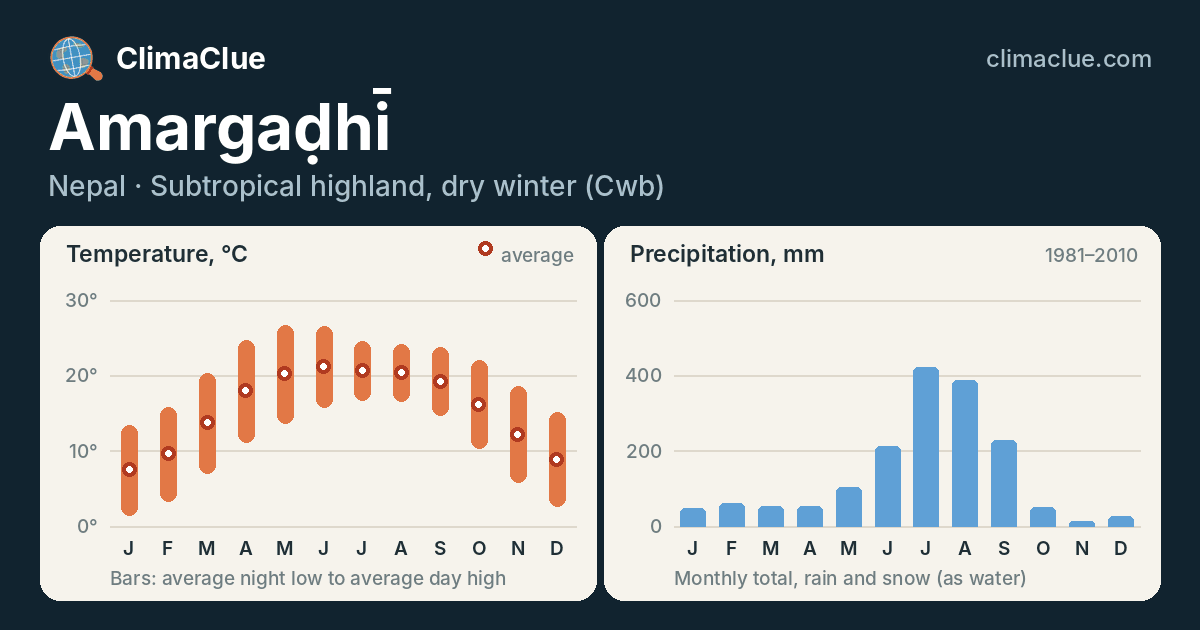 ClimaClue
climaclue.com
Amargaḍhī
Nepal · Subtropical highland, dry winter (Cwb)
Temperature, °C
average
30°
20°
10°
0°
J F M A M J J A S O N D
Bars: average night low to average day high
Precipitation, mm
1981–2010
600
400
200
0
J F M A M J J A S O N D
Monthly total, rain and snow (as water)